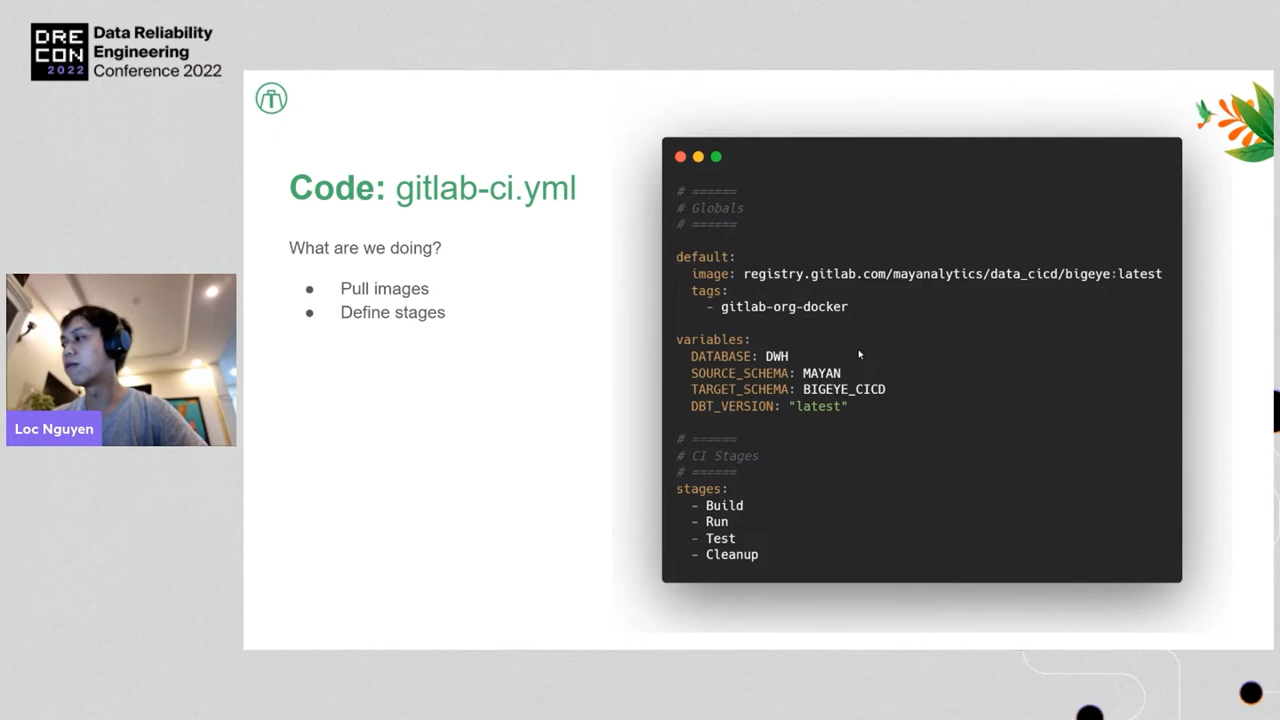 DRE
CON
2022
Data Reliability
Engineering
Conference 2022
Code: gitlab-ci.yml
What are we doing?
● Pull images
● Define stages
# ======
# Globals
# ======
default:
  image: registry.gitlab.com/mayanalytics/data_cicd/bigeye:latest
  tags:
    - gitlab-org-docker
variables:
  DATABASE: DWH
  SOURCE_SCHEMA: MAYAN
  TARGET_SCHEMA: BIGEYE_CICD
  DBT_VERSION: "latest"
# ======
# CI Stages
# ======
stages:
  - Build
  - Run
  - Test
  - Cleanup
Loc Nguyen